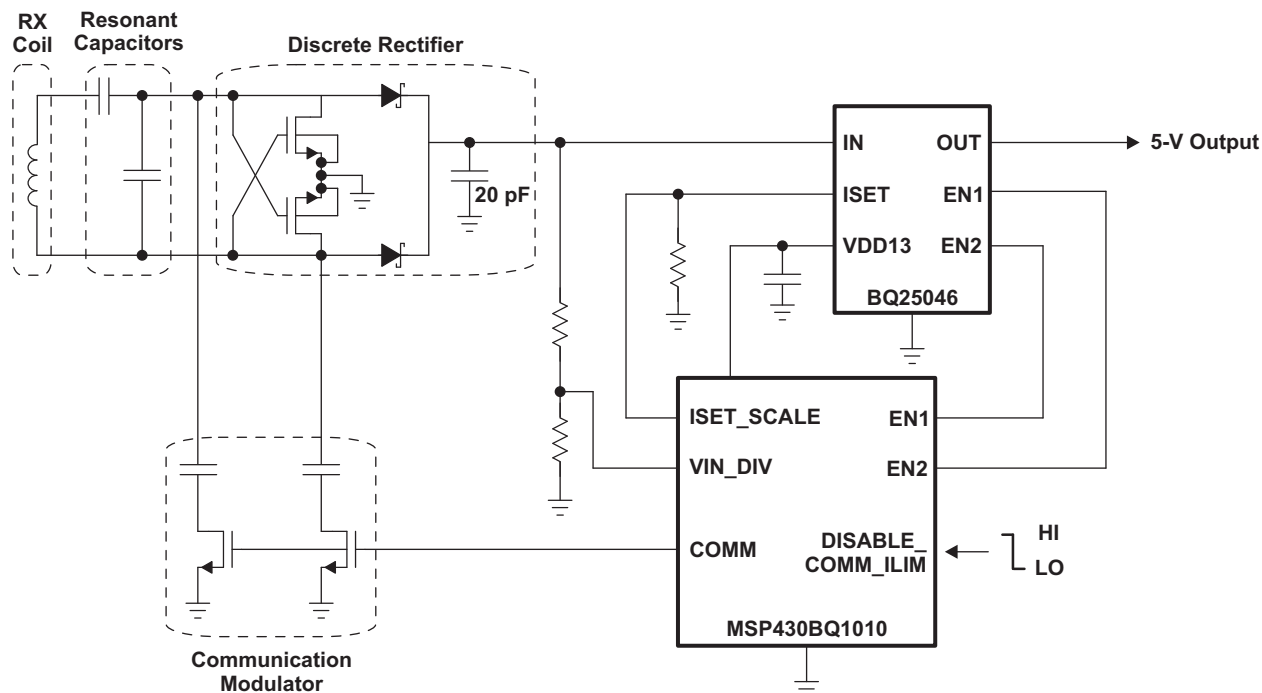 RX
Coil
Resonant
Capacitors
Discrete Rectifier
20 pF
IN
OUT
5-V Output
ISET
EN1
VDD13
EN2
BQ25046
ISET_SCALE
EN1
VIN_DIV
EN2
COMM
DISABLE_
COMM_ILIM
HI
LO
MSP430BQ1010
Communication
Modulator